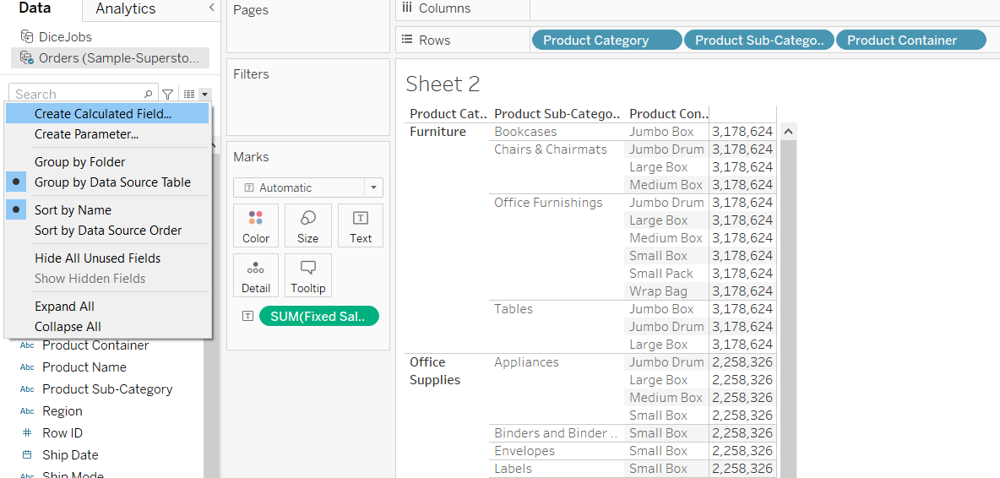 Data
Analytics
DiceJobs
Orders (Sample-Supersto...
Search
Create Calculated Field...
Create Parameter...
Group by Folder
Group by Data Source Table
Sort by Name
Sort by Data Source Order
Hide All Unused Fields
Show Hidden Fields
Expand All
Collapse All
Abc Product Container
Abc Product Name
Abc Product Sub-Category
Abc Region
# Row ID
Ship Date
Abc Ship Mode
Pages
Filters
Marks
T Automatic
Color
Size
T
Text
Detail
Tooltip
T SUM(Fixed Sal..
Columns
Rows
Product Category
Product Sub-Catego..
Product Container
Sheet 2
Product Cat.. Product Sub-Catego.. Product Con..
Furniture Bookcases Jumbo Box 3,178,624
Chairs & Chairmats Jumbo Drum 3,178,624
Large Box 3,178,624
Medium Box 3,178,624
Office Furnishings Jumbo Drum 3,178,624
Large Box 3,178,624
Medium Box 3,178,624
Small Box 3,178,624
Small Pack 3,178,624
Wrap Bag 3,178,624
Tables Jumbo Box 3,178,624
Jumbo Drum 3,178,624
Large Box 3,178,624
Office Supplies Appliances Jumbo Drum 2,258,326
Large Box 2,258,326
Medium Box 2,258,326
Small Box 2,258,326
Binders and Binder .. Small Box 2,258,326
Envelopes Small Box 2,258,326
Labels Small Box 2,258,326